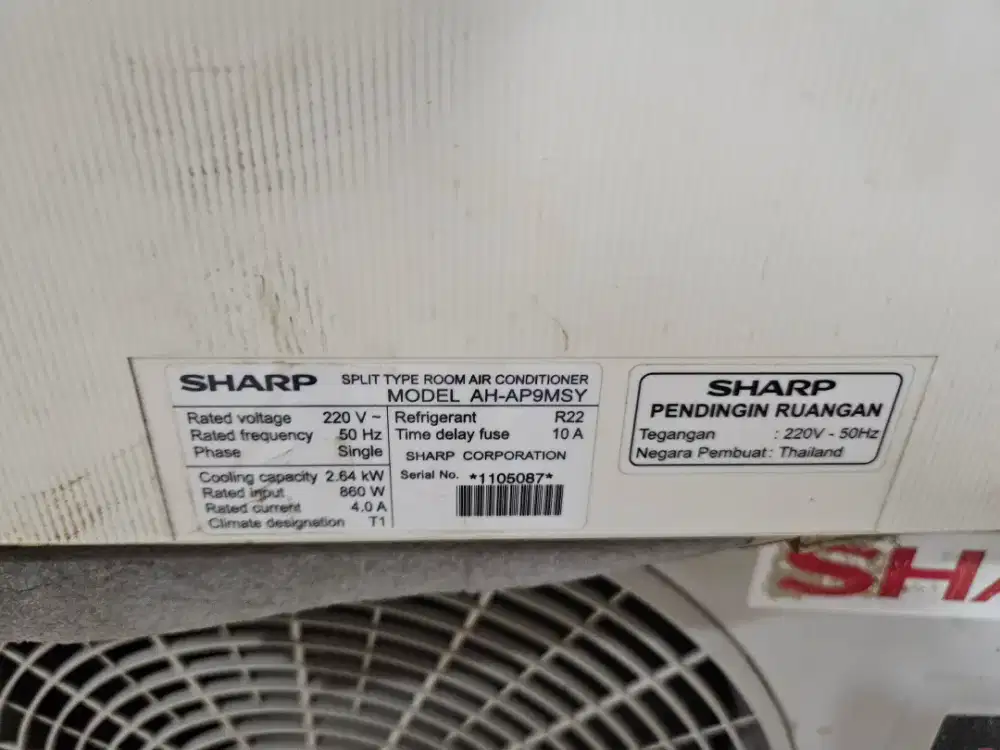 SHARP SPLIT TYPE ROOM AIR CONDITIONER
MODEL AH-AP9MSY
Rated voltage 220 V ~
Rated frequency 50 Hz
Phase Single
Cooling capacity 2.64 kW
Rated input 860 W
Rated current 4.0 A
Climate designation T1
Refrigerant R22
Time delay fuse 10 A
SHARP CORPORATION
Serial No. *1105087*
SHARP
PENDINGIN RUANGAN
Tegangan : 220V - 50Hz
Negara Pembuat : Thailand
SHA